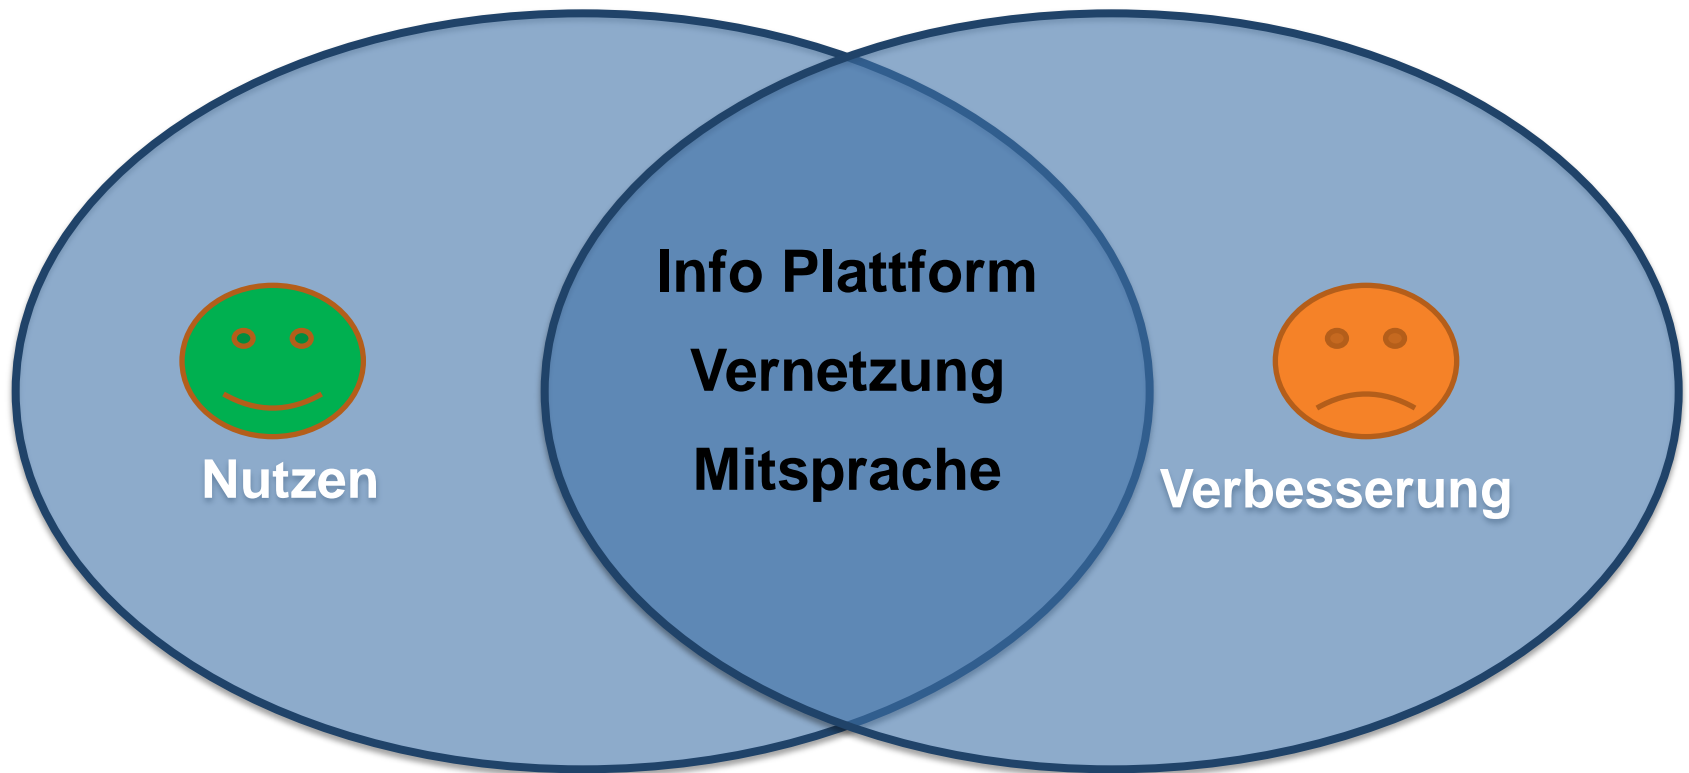 Info Plattform
Vernetzung
Mitsprache
Nutzen
Verbesserung